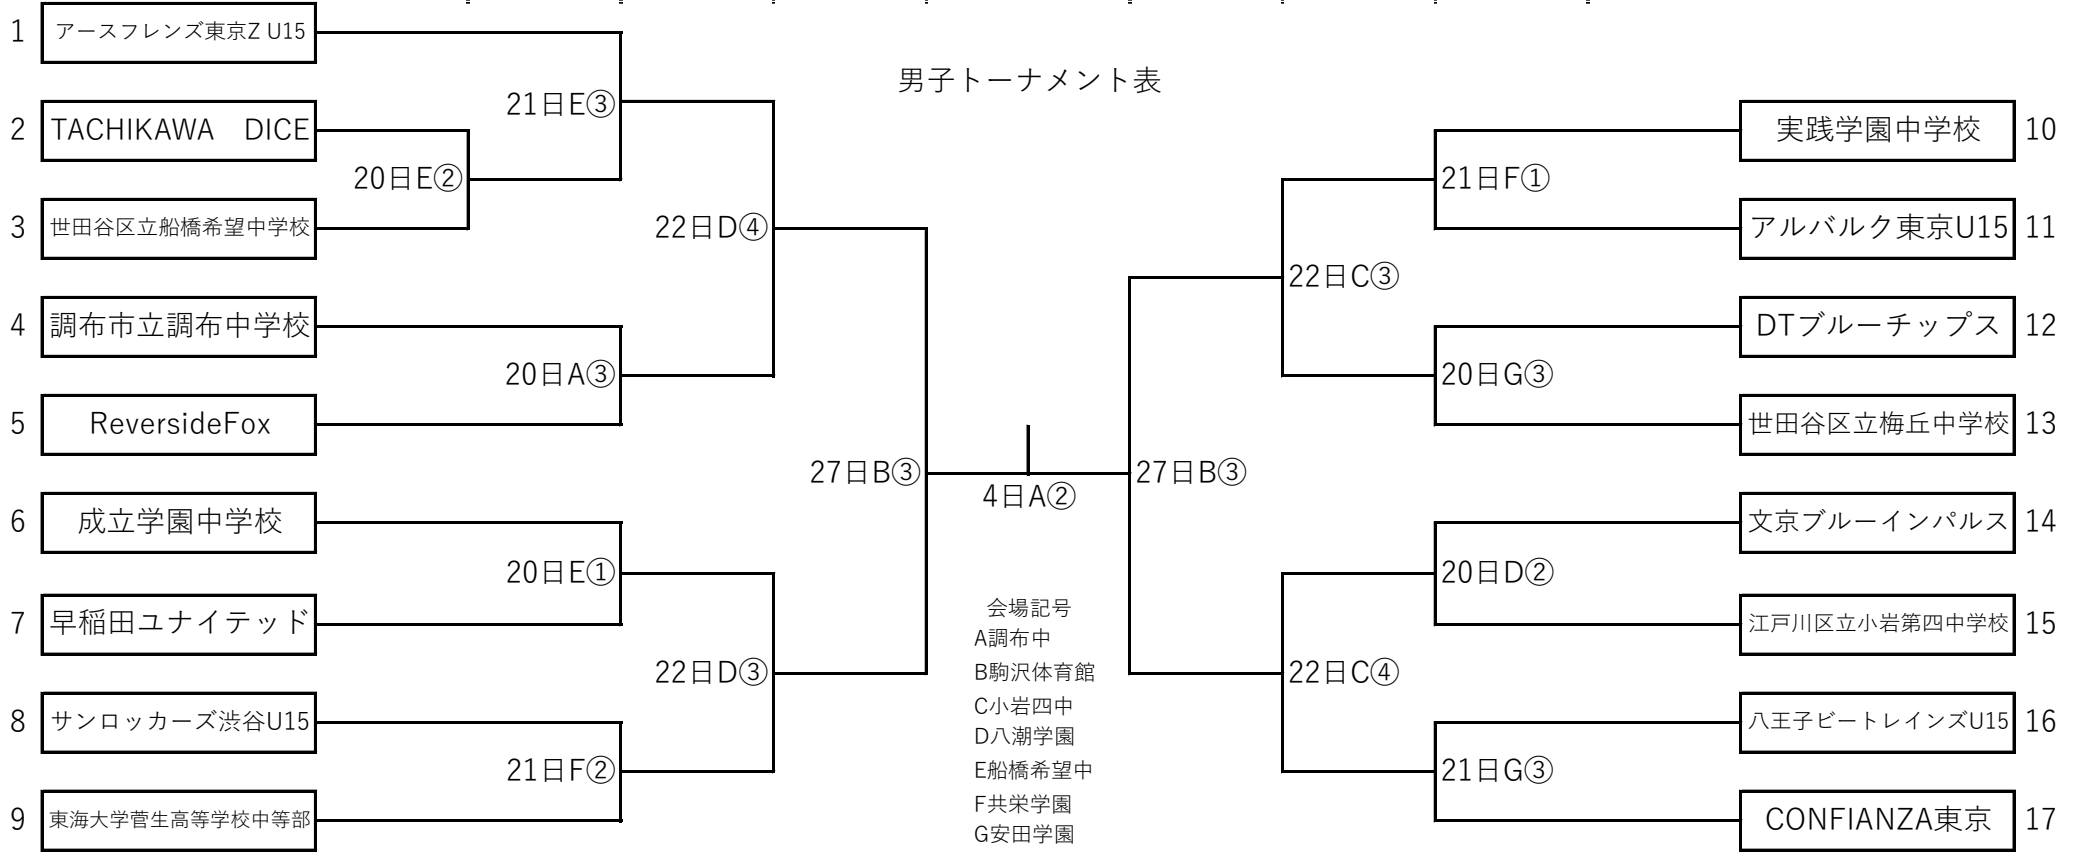 男子トーナメント表
1 アースフレンズ東京Z U15
2 TACHIKAWA　DICE
3 世田谷区立船橋希望中学校
4 調布市立調布中学校
5 ReversideFox
6 成立学園中学校
7 早稲田ユナイテッド
8 サンロッカーズ渋谷U15
9 東海大学菅生高等学校中等部
20日E②
21日E③
20日A③
20日E①
21日F②
22日D④
22日D③
27日B③
4日A②
27日B③
22日C③
22日C④
21日F①
20日G③
20日D②
21日G③
実践学園中学校 10
アルバルク東京U15 11
DTブルーチップス 12
世田谷区立梅丘中学校 13
文京ブルーインパルス 14
江戸川区立小岩第四中学校 15
八王子ビートレインズU15 16
CONFIANZA東京 17
会場記号
A調布中
B駒沢体育館
C小岩四中
D八潮学園
E船橋希望中
F共栄学園
G安田学園